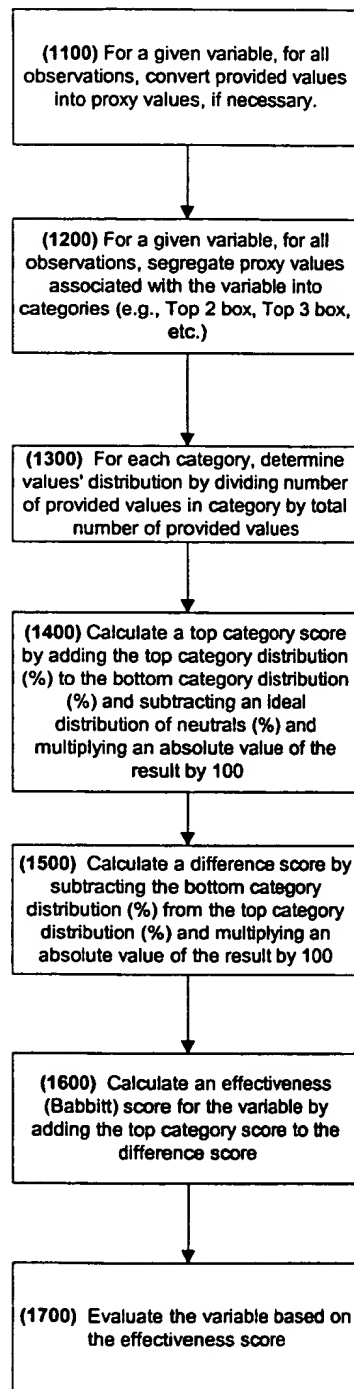 (1100) For a given variable, for all
observations, convert provided values
into proxy values, if necessary.
(1200) For a given variable, for all
observations, segregate proxy values
associated with the variable into
categories (e.g., Top 2 box, Top 3 box,
etc.)
(1300) For each category, determine
values' distribution by dividing number
of provided values in category by total
number of provided values
(1400) Calculate a top category score
by adding the top category distribution
(%) to the bottom category distribution
(%) and subtracting an ideal
distribution of neutrals (%) and
multiplying an absolute value of the
result by 100
(1500) Calculate a difference score by
subtracting the bottom category
distribution (%) from the top category
distribution (%) and multiplying an
absolute value of the result by 100
(1600) Calculate an effectiveness
(Babbitt) score for the variable by
adding the top category score to the
difference score
(1700) Evaluate the variable based on
the effectiveness score